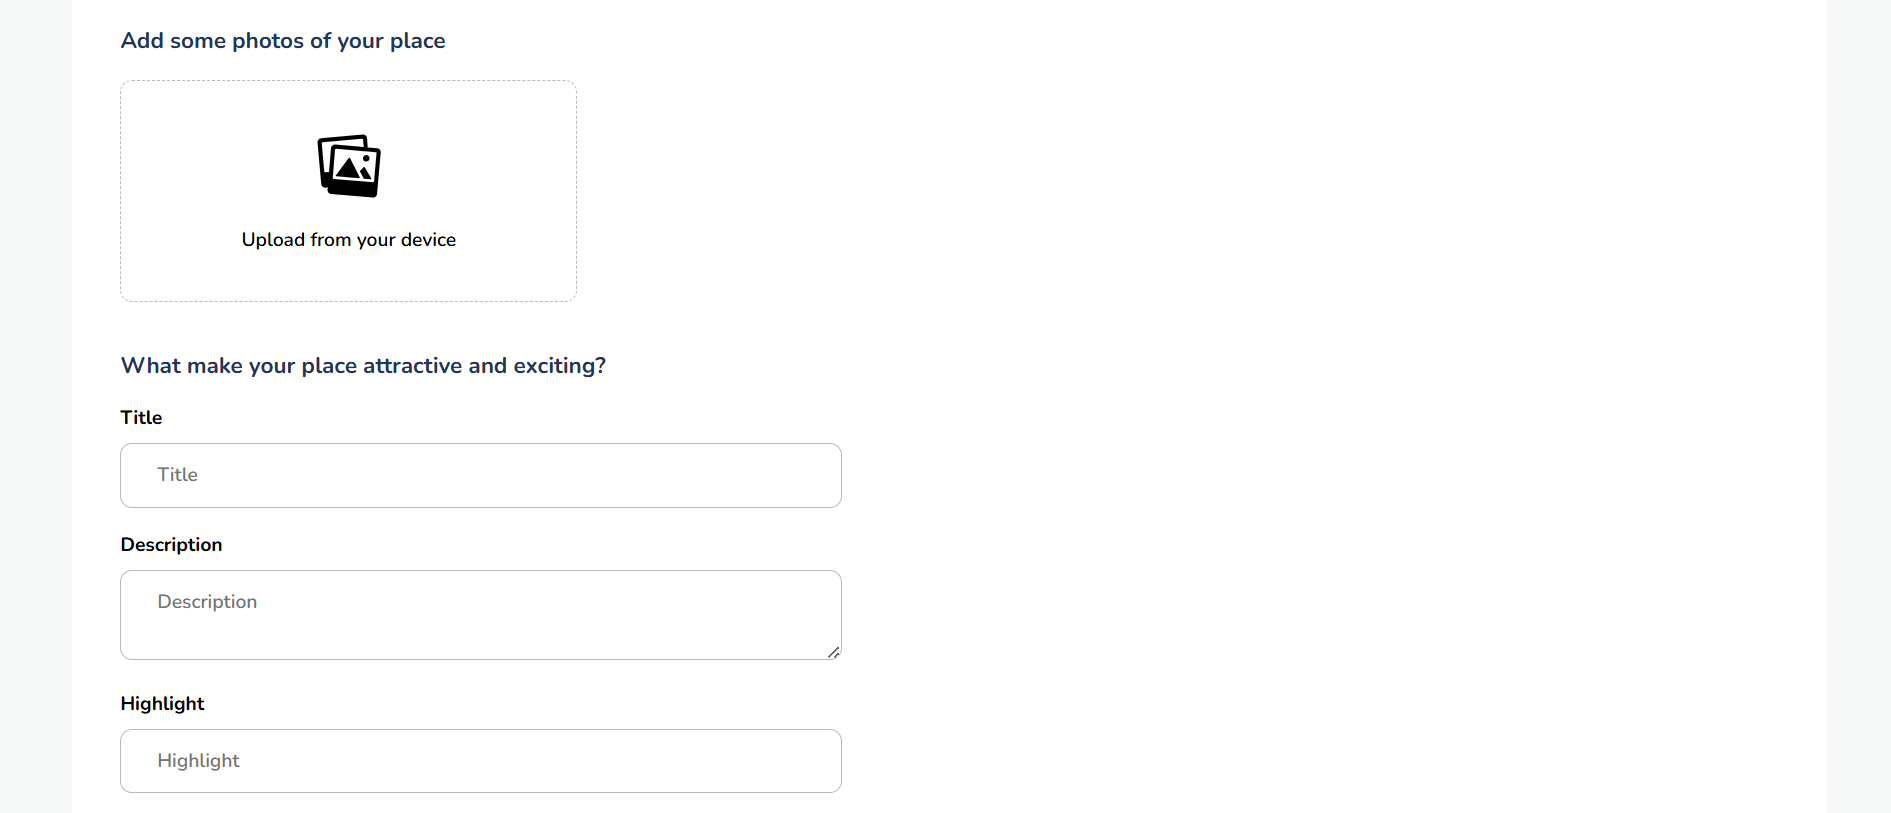 Add some photos of your place
Upload from your device
What make your place attractive and exciting?
Title
Title
Description
Description
Highlight
Highlight